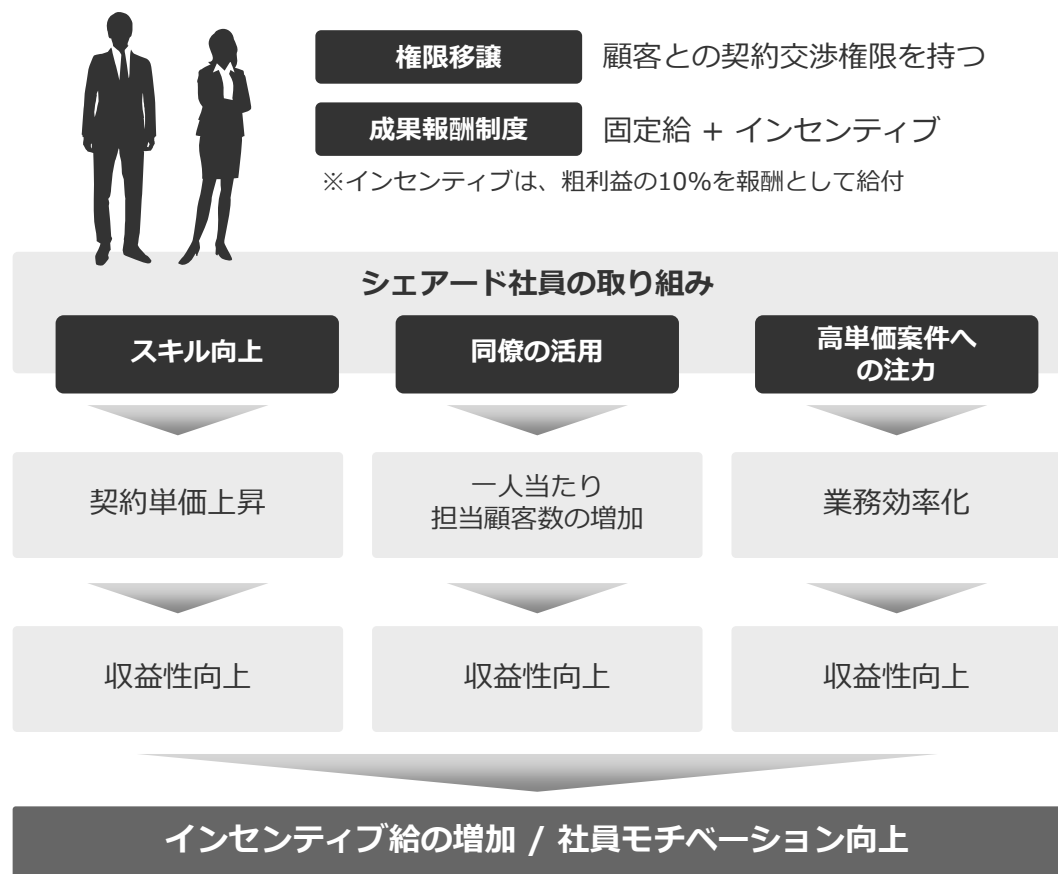 権限移譲 顧客との契約交渉権限を持つ
成果報酬制度 固定給 + インセンティブ
※インセンティブは、粗利益の10%を報酬として給付
シェアード社員の取り組み
スキル向上
同僚の活用
高単価案件へ
の注力
契約単価上昇
一人当たり
担当顧客数の増加
業務効率化
収益性向上
収益性向上
収益性向上
インセンティブ給の増加 / 社員モチベーション向上